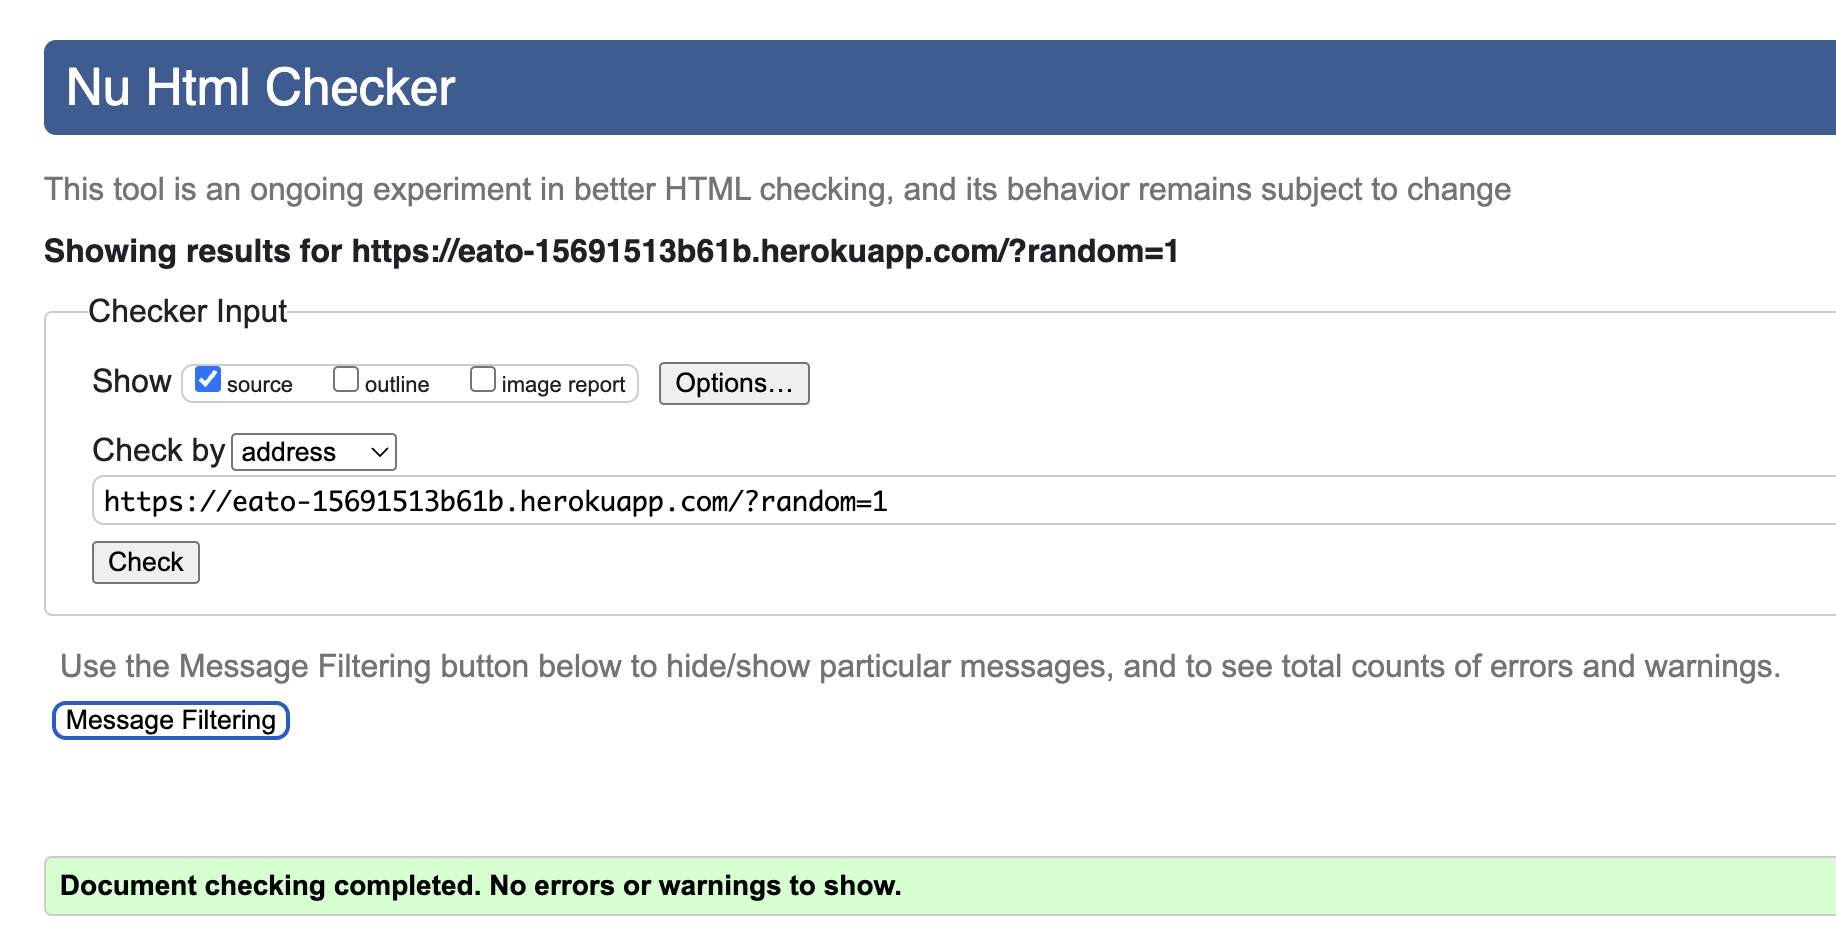 Nu Html Checker
This tool is an ongoing experiment in better HTML checking, and its behavior remains subject to change
Showing results for https://eato-15691513b61b.herokuapp.com/?random=1
Checker Input
Show source outline image report Options…
Check by address
https://eato-15691513b61b.herokuapp.com/?random=1
Check
Use the Message Filtering button below to hide/show particular messages, and to see total counts of errors and warnings.
Message Filtering
Document checking completed. No errors or warnings to show.